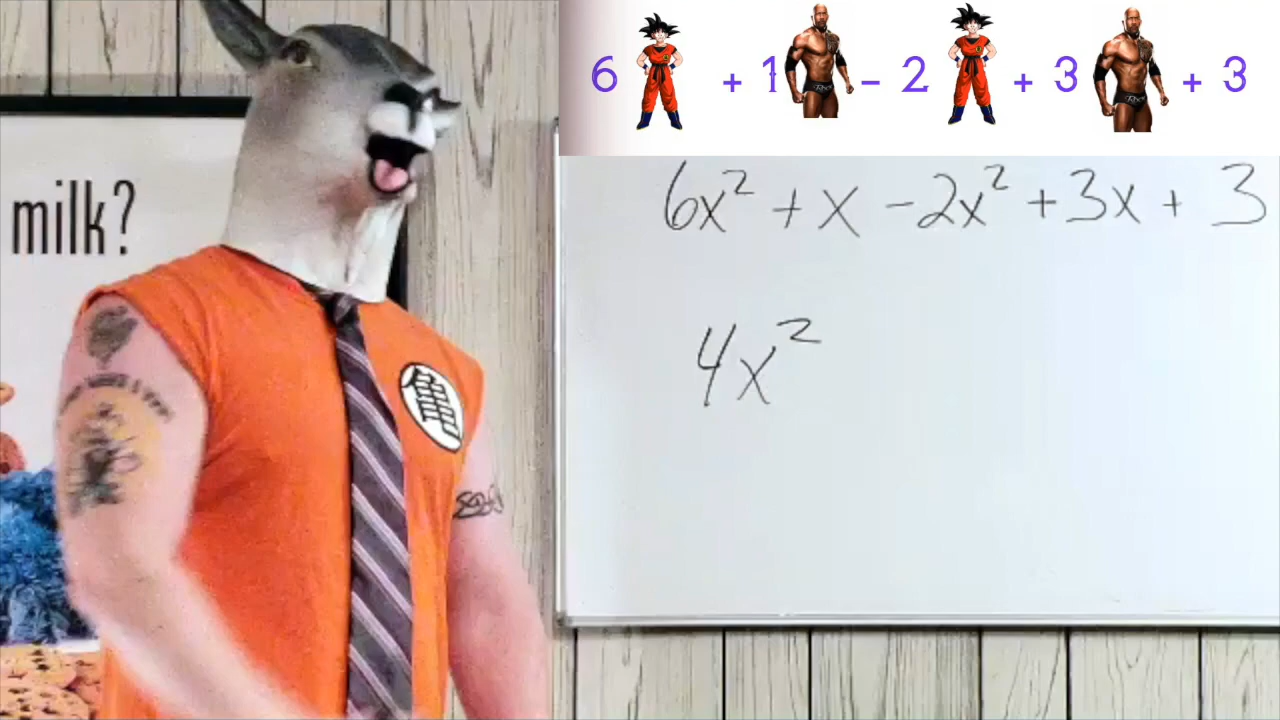 6 + 1 - 2 + 3 + 3
milk?
6x² + x - 2x² + 3x + 3
4x²